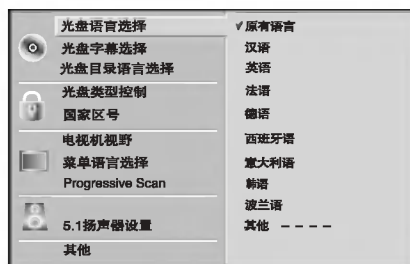 光盘语言选择
光盘字幕选择
光盘目录语言选择
光盘类型控制
国家区号
电视机视野
菜单语言选择
Progressive Scan
5.1扬声器设置
其他
√原有语言
汉语
英语
法语
德语
西班牙语
意大利语
韩语
波兰语
其他 – – – –